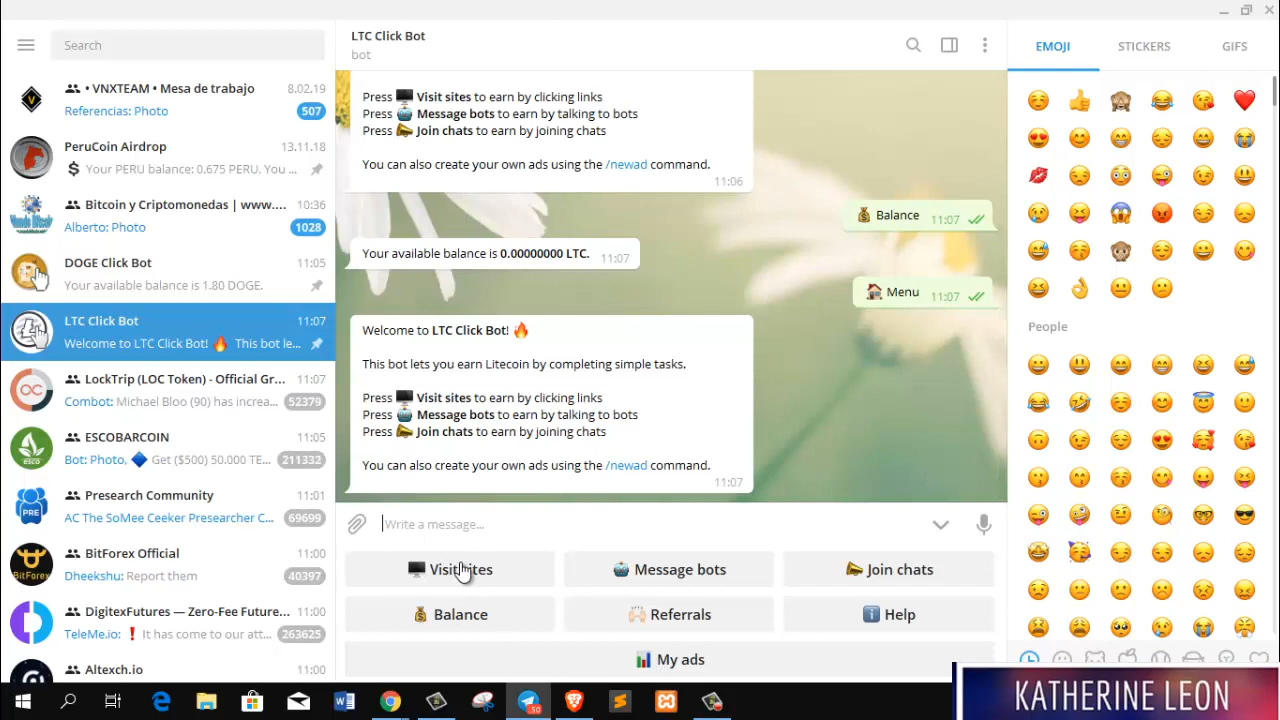 Search
• VNXTEAM • Mesa de trabajo 8.02.19
Referencias: Photo 507
PeruCoin Airdrop 13.11.18
Your PERU balance: 0.675 PERU. You ...
Bitcoin y Criptomonedas | www.... 10:36
Alberto: Photo 1028
DOGE Click Bot 11:05
Your available balance is 1.80 DOGE.
LTC Click Bot 11:07
Welcome to LTC Click Bot! 🔥 This bot le...
LockTrip (LOC Token) - Official Gr... 11:07
Combot: Michael Bloo (90) has increa... 52379
ESCOBARCOIN 11:05
Bot: Photo, 🔷 Get ($500) 50.000 TE... 211332
Presearch Community 11:01
AC The SoMee Ceeker Presearcher C... 69699
BitForex Official 11:00
Dheekshu: Report them 40397
DigitexFutures — Zero-Fee Future... 11:00
TeleMe.io: ❗ It has come to our att... 263625
Altexch.io 11:00
LTC Click Bot
bot
Press 🖥 Visit sites to earn by clicking links
Press 🤖 Message bots to earn by talking to bots
Press 📣 Join chats to earn by joining chats
You can also create your own ads using the /newad command.
11:06
💰 Balance 11:07
Your available balance is 0.00000000 LTC. 11:07
🏠 Menu 11:07
Welcome to LTC Click Bot! 🔥
This bot lets you earn Litecoin by completing simple tasks.
Press 🖥 Visit sites to earn by clicking links
Press 🤖 Message bots to earn by talking to bots
Press 📣 Join chats to earn by joining chats
You can also create your own ads using the /newad command.
11:07
Write a message...
🖥 Visit sites 🤖 Message bots 📣 Join chats
💰 Balance 🙌🏻 Referrals ℹ Help
📊 My ads
EMOJI STICKERS GIFS
People
50
KATHERINE LEON